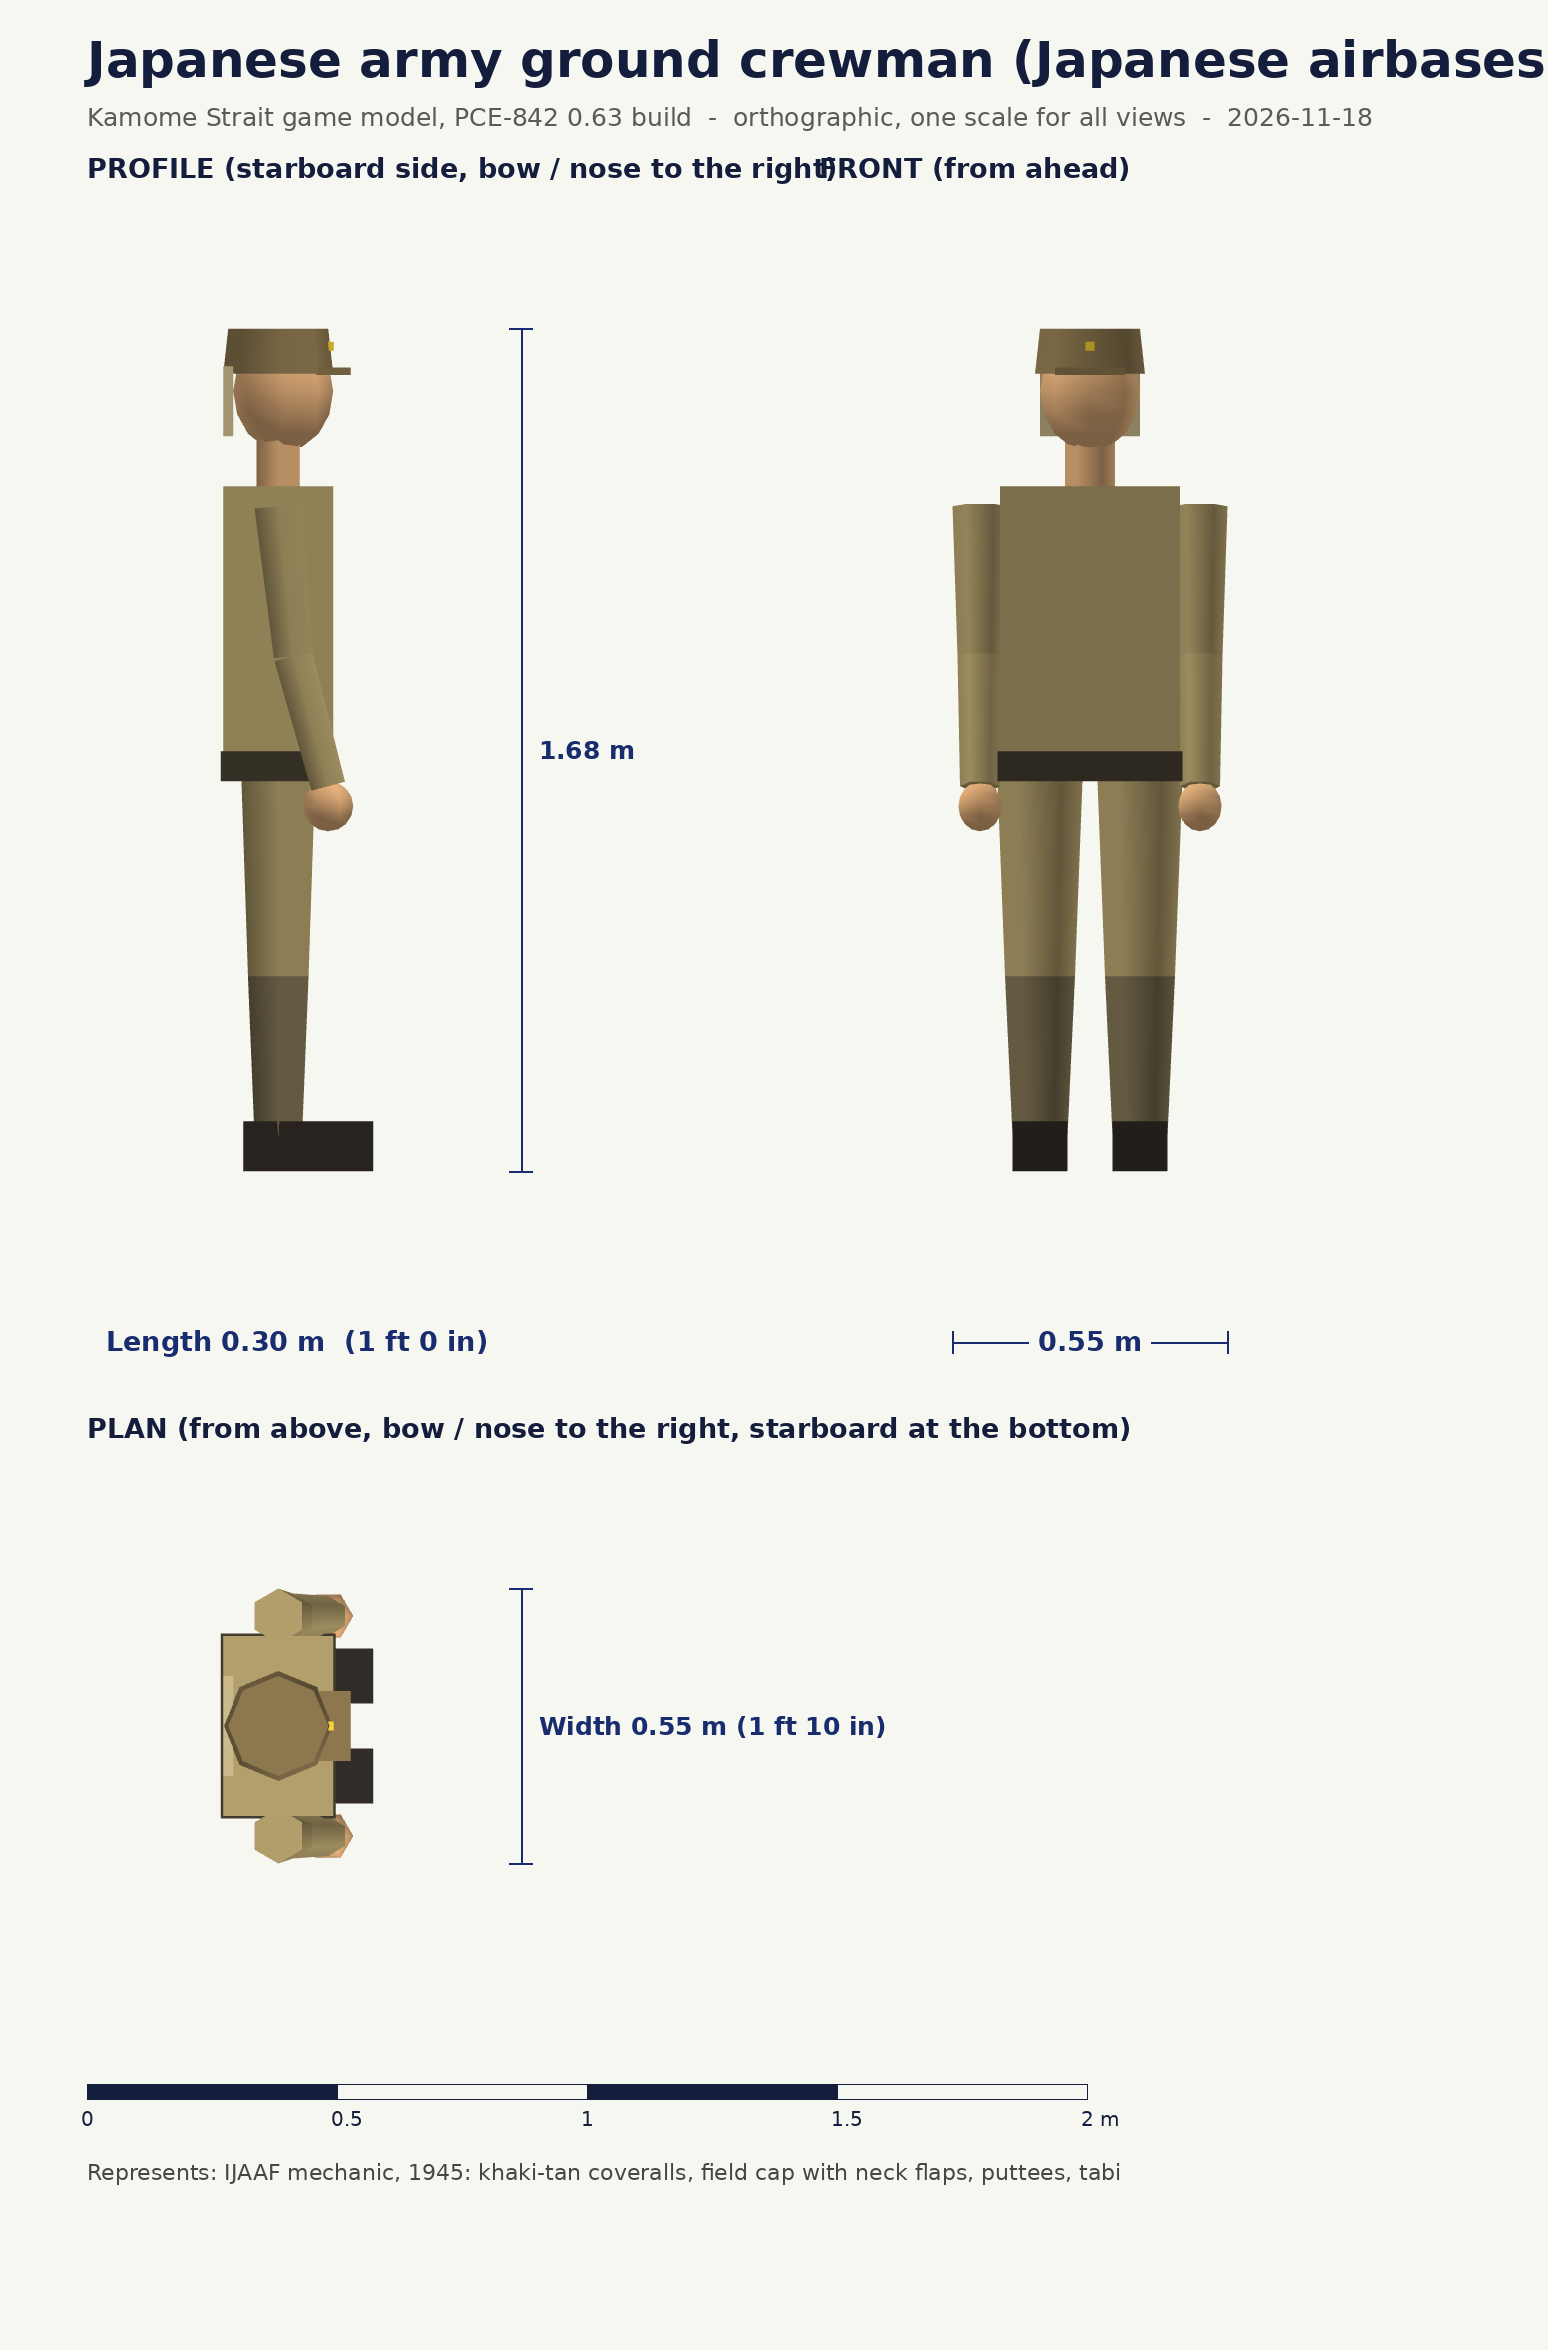 Japanese army ground crewman (Japanese airbases
Kamome Strait game model, PCE-842 0.63 build - orthographic, one scale for all views - 2026-11-18
PROFILE (starboard side, bow / nose to the right)
FRONT (from ahead)
1.68 m
Length 0.30 m (1 ft 0 in)
0.55 m
PLAN (from above, bow / nose to the right, starboard at the bottom)
Width 0.55 m (1 ft 10 in)
0 0.5 1 1.5 2 m
Represents: IJAAF mechanic, 1945: khaki-tan coveralls, field cap with neck flaps, puttees, tabi